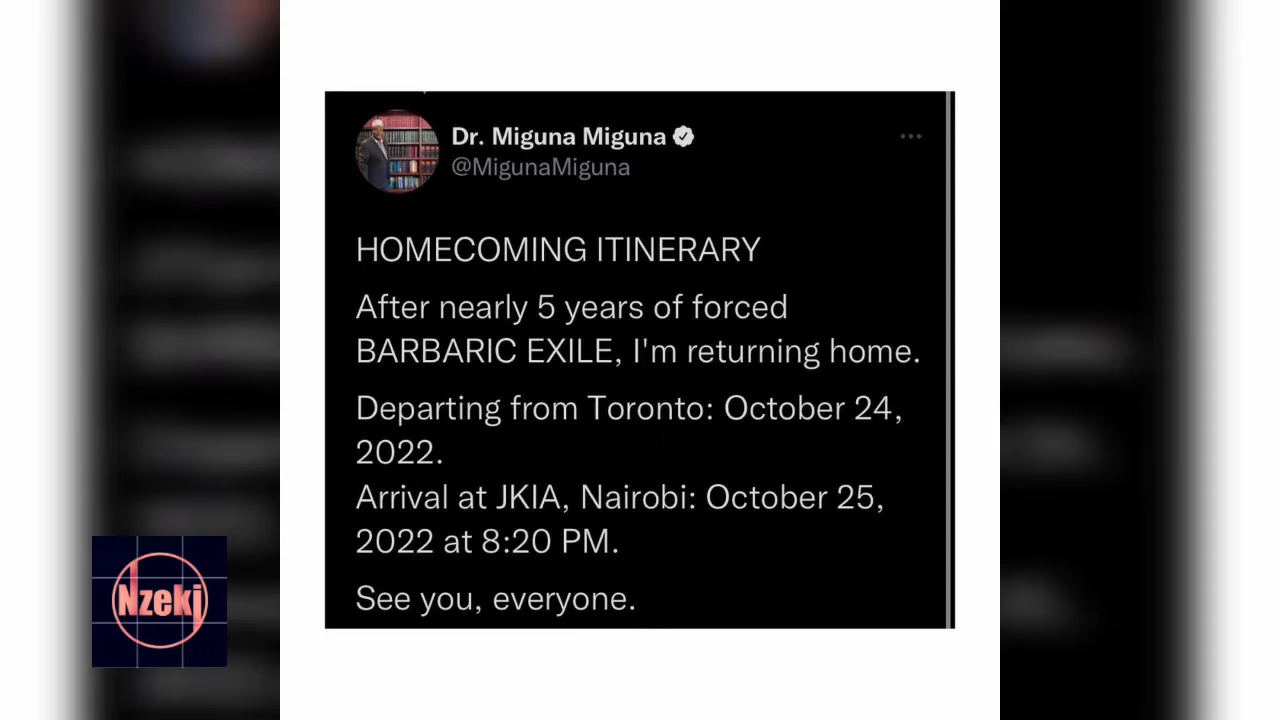 Dr. Miguna Miguna
@MigunaMiguna
HOMECOMING ITINERARY
After nearly 5 years of forced
BARBARIC EXILE, I'm returning home.
Departing from Toronto: October 24,
2022.
Arrival at JKIA, Nairobi: October 25,
2022 at 8:20 PM.
See you, everyone.
Nzeki